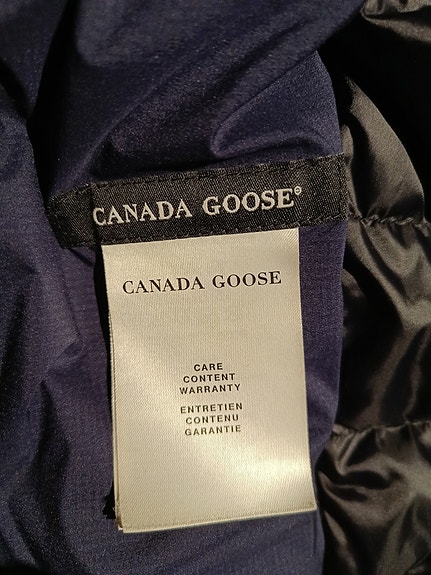 CANADA GOOSE®
CANADA GOOSE
CARE
CONTENT
WARRANTY
ENTRETIEN
CONTENU
GARANTIE